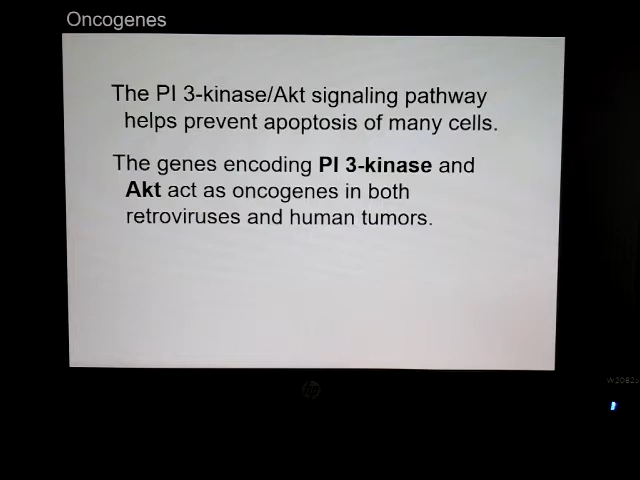 Oncogenes
The PI 3-kinase/Akt signaling pathway
helps prevent apoptosis of many cells.
The genes encoding PI 3-kinase and
Akt act as oncogenes in both
retroviruses and human tumors.
hp